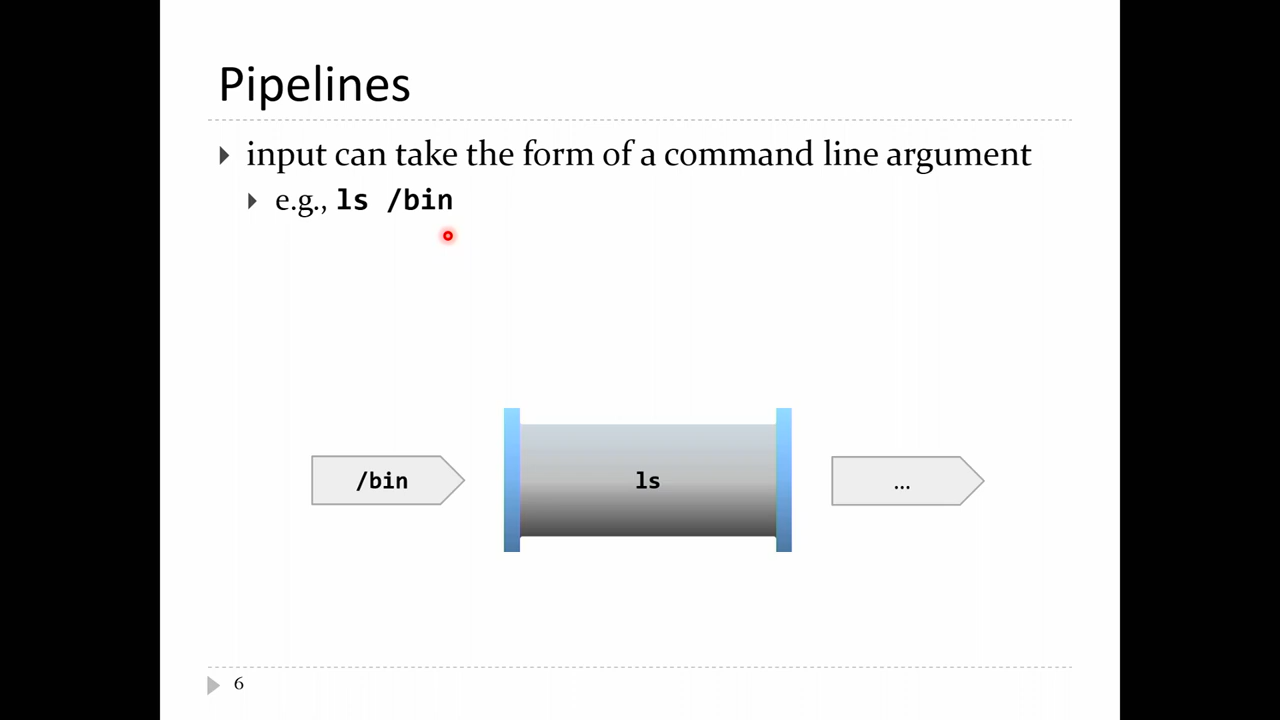 Pipelines
input can take the form of a command line argument
e.g., ls /bin
/bin
ls
...
6